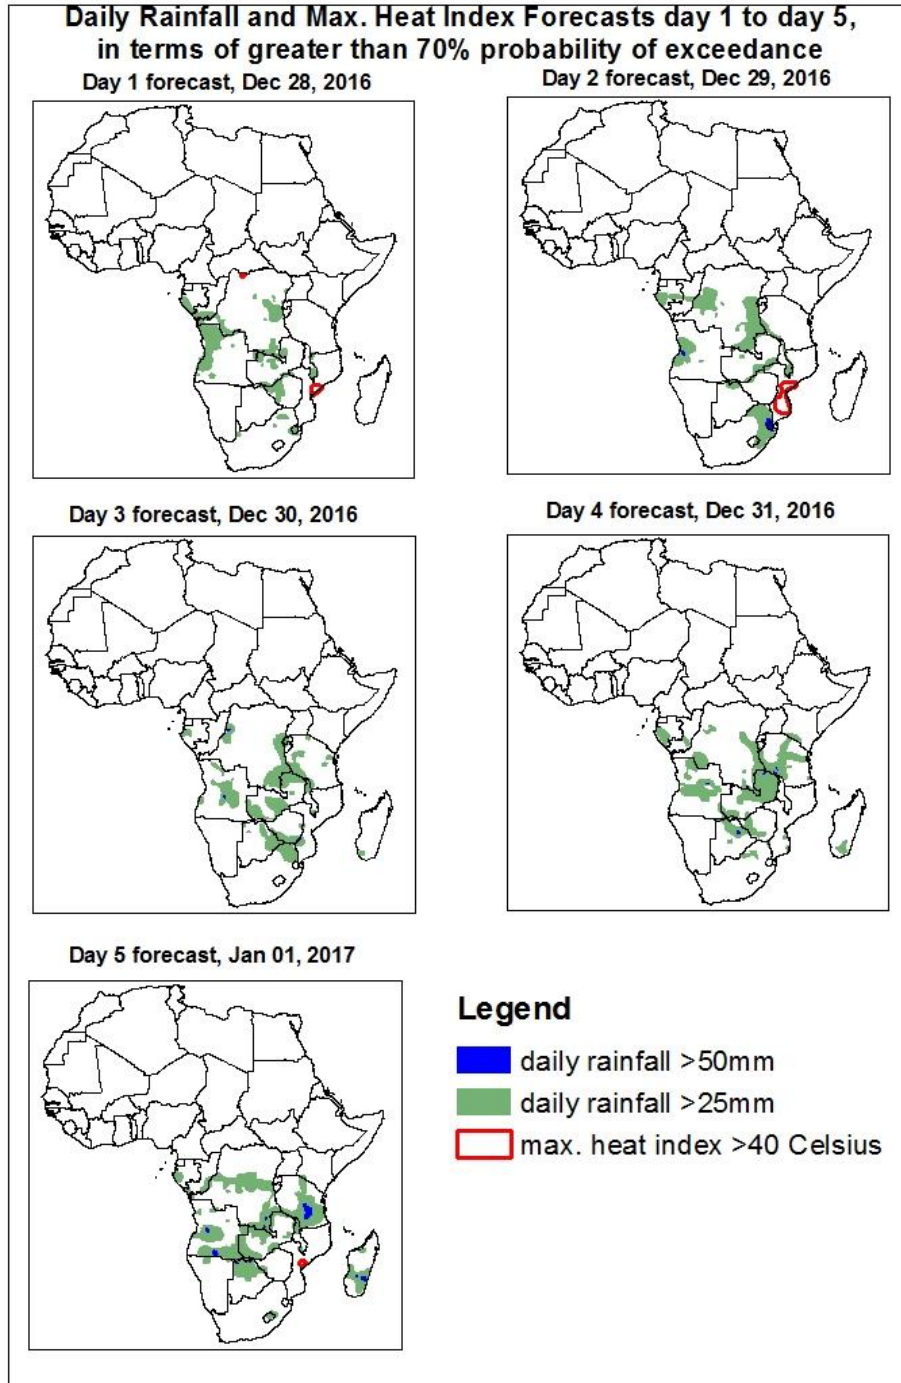 Daily Rainfall and Max. Heat Index Forecasts day 1 to day 5,
in terms of greater than 70% probability of exceedance
Day 1 forecast, Dec 28, 2016
Day 2 forecast, Dec 29, 2016
Day 3 forecast, Dec 30, 2016
Day 4 forecast, Dec 31, 2016
Day 5 forecast, Jan 01, 2017
Legend
daily rainfall >50mm
daily rainfall >25mm
max. heat index >40 Celsius